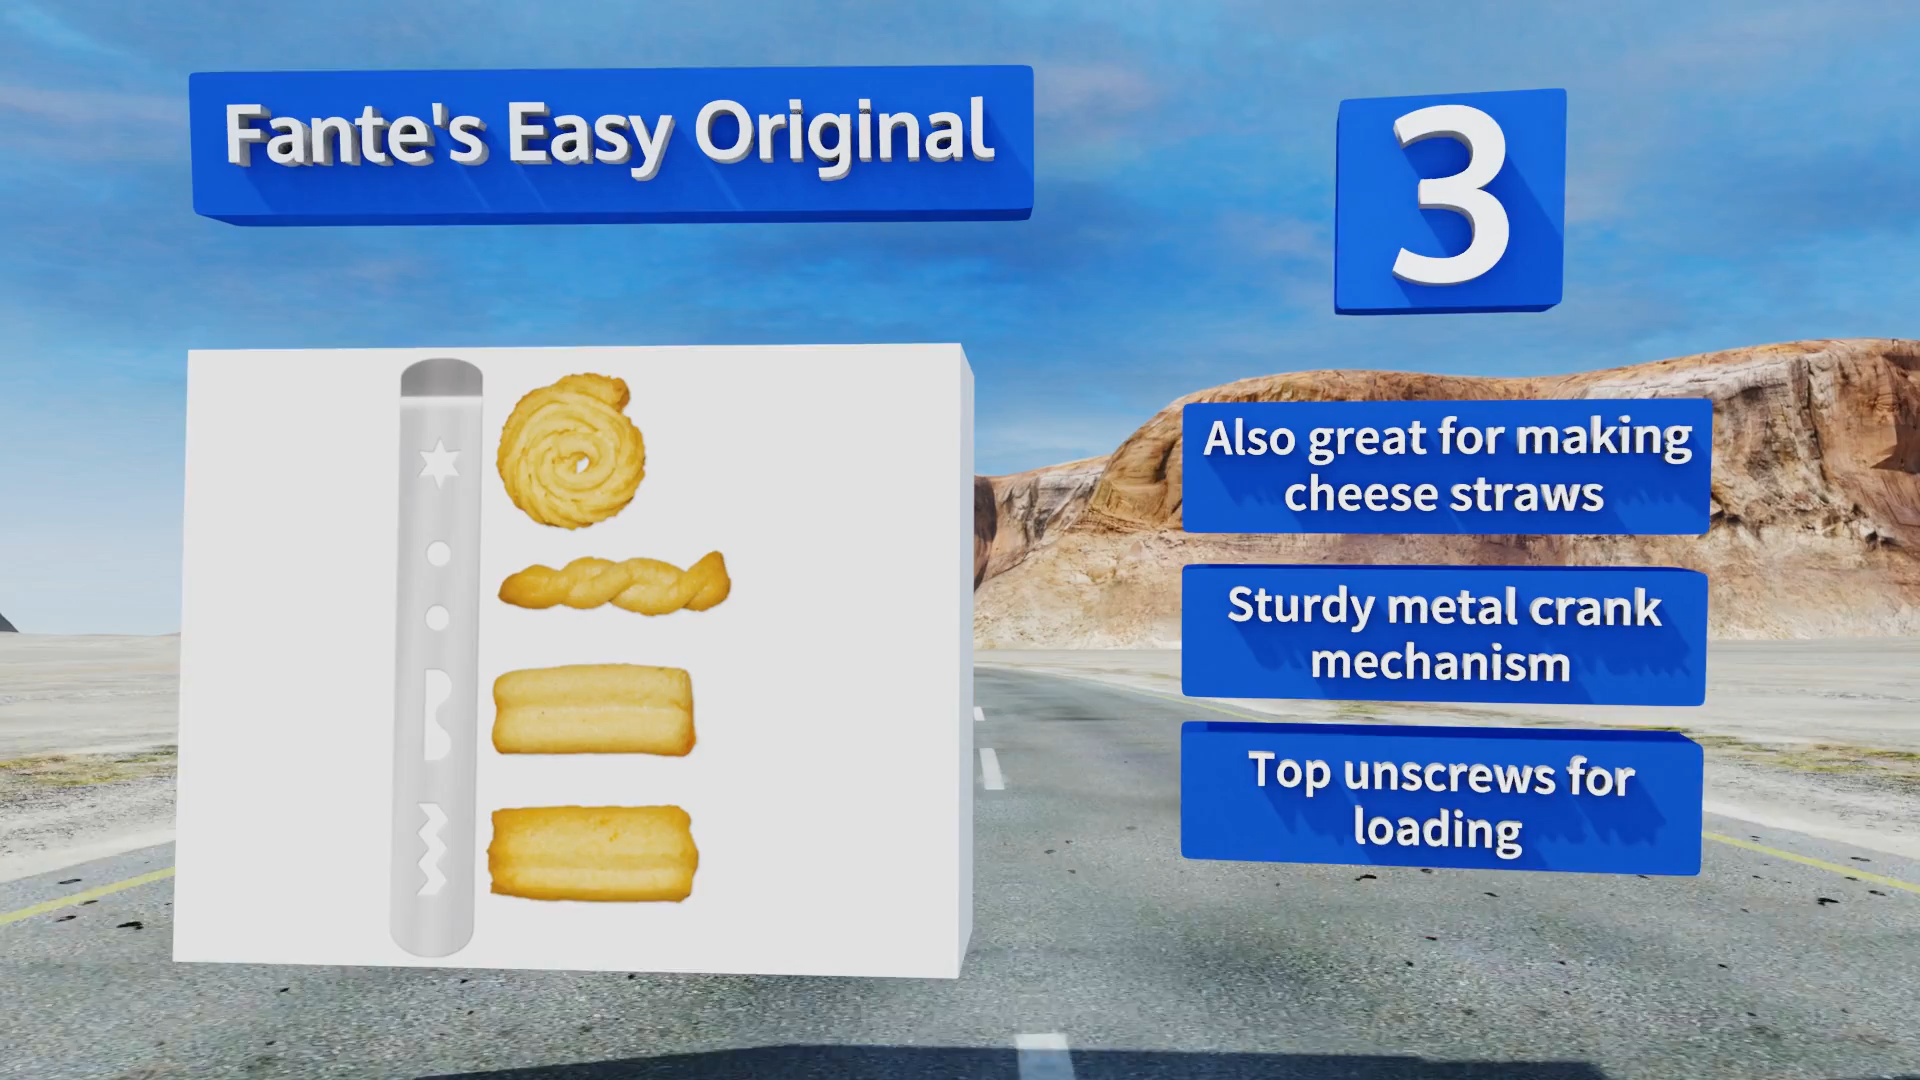 Fante's Easy Original
3
Also great for making
cheese straws
Sturdy metal crank
mechanism
Top unscrews for
loading